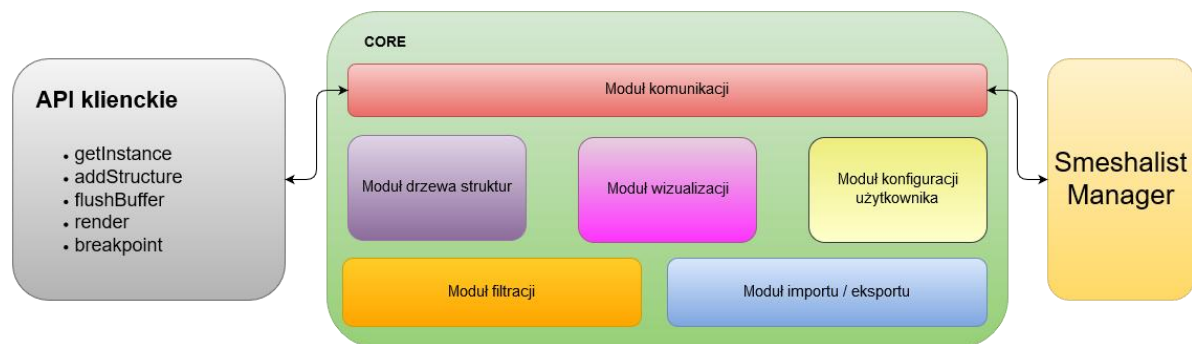 API klienckie
• getInstance
• addStructure
• flushBuffer
• render
• breakpoint
CORE
Moduł komunikacji
Moduł drzewa struktur
Moduł wizualizacji
Moduł konfiguracji
użytkownika
Moduł filtracji
Moduł importu / eksportu
Smeshalist
Manager